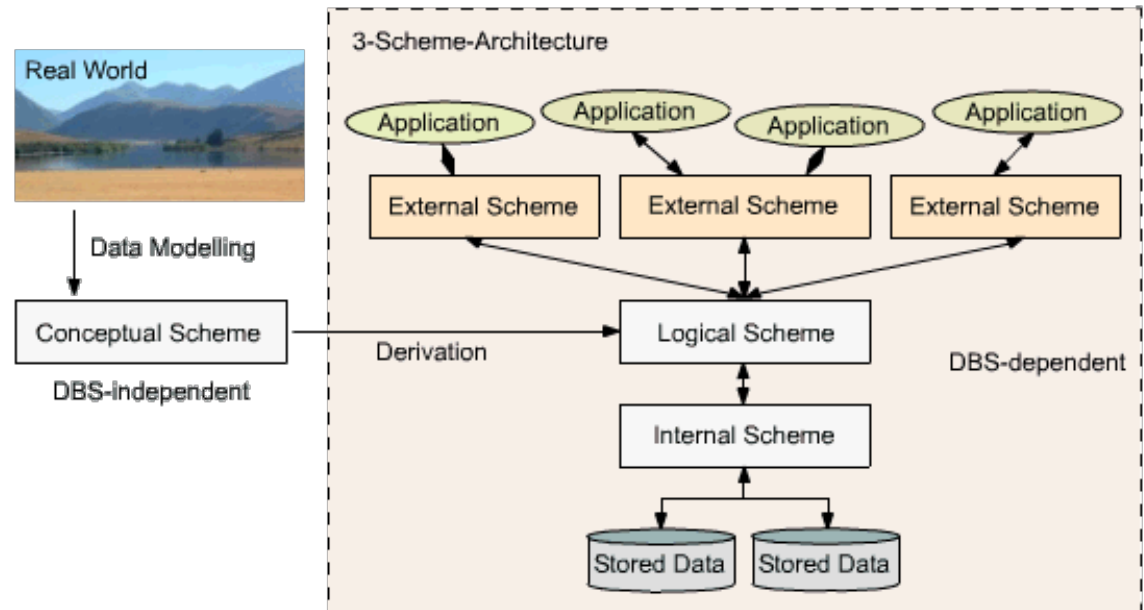 3-Scheme-Architecture
Real World
Application
Application
Application
Application
External Scheme
External Scheme
External Scheme
Data Modelling
Conceptual Scheme
Derivation
Logical Scheme
DBS-independent
DBS-dependent
Internal Scheme
Stored Data
Stored Data